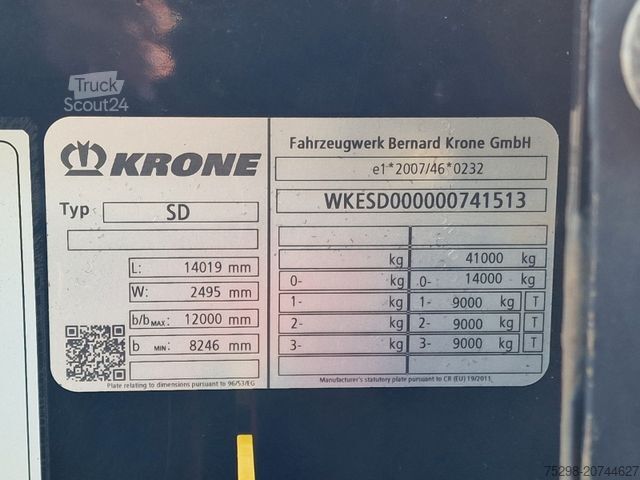 Truck
Scout24
KRONE
Typ SD
L: 14019 mm
W: 2495 mm
b/b MAX: 12000 mm
b MIN: 8246 mm
Plate relating to dimensions pursuant to 96/53/EG
Fahrzeugwerk Bernard Krone GmbH
e1*2007/46*0232
WKESD000000741513
kg 41000 kg
0- kg .0- 14000 kg
1- kg 1- 9000 kg T
2- kg 2- 9000 kg T
3- kg 3- 9000 kg T
Manufacturer's statutory plate pursuant to CR (EU) 19/2011
75298-20744627